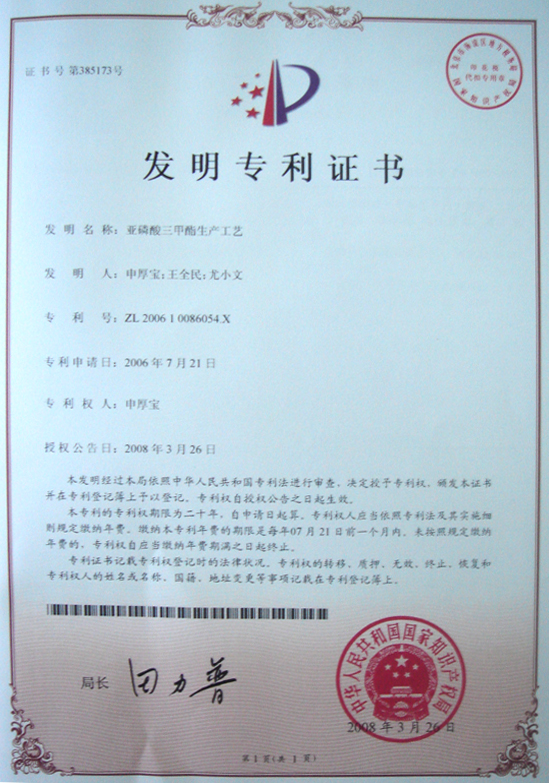 证书号第385173号
印花税
代扣专用章
国家知识产权局
发明专利证书
发明名称：亚磷酸三甲酯生产工艺
发明人：申厚宝；王全民；尤小文
专利号：ZL 2006 1 0086054.X
专利申请日：2006年7月21日
专利权人：申厚宝
授权公告日：2008年3月26日
本发明经过本局依照中华人民共和国专利法进行审查，决定授予专利权，颁发本证书
并在专利登记簿上予以登记。专利权自授权公告之日起生效。
本专利的专利权期限为二十年，自申请日起算。专利权人应当依照专利法及其实施细
则规定缴纳年费。缴纳本专利年费的期限是每年07月21日前一个月内。未按照规定缴纳
年费的，专利权自应当缴纳年费期满之日起终止。
专利证书记载专利权登记时的法律状况。专利权的转移、质押、无效、终止、恢复和
专利权人的姓名或名称、国籍、地址变更等事项记载在专利登记簿上。
局长
田力普
中华人民共和国国家知识产权局
2008年3月26日
第1页(共1页)